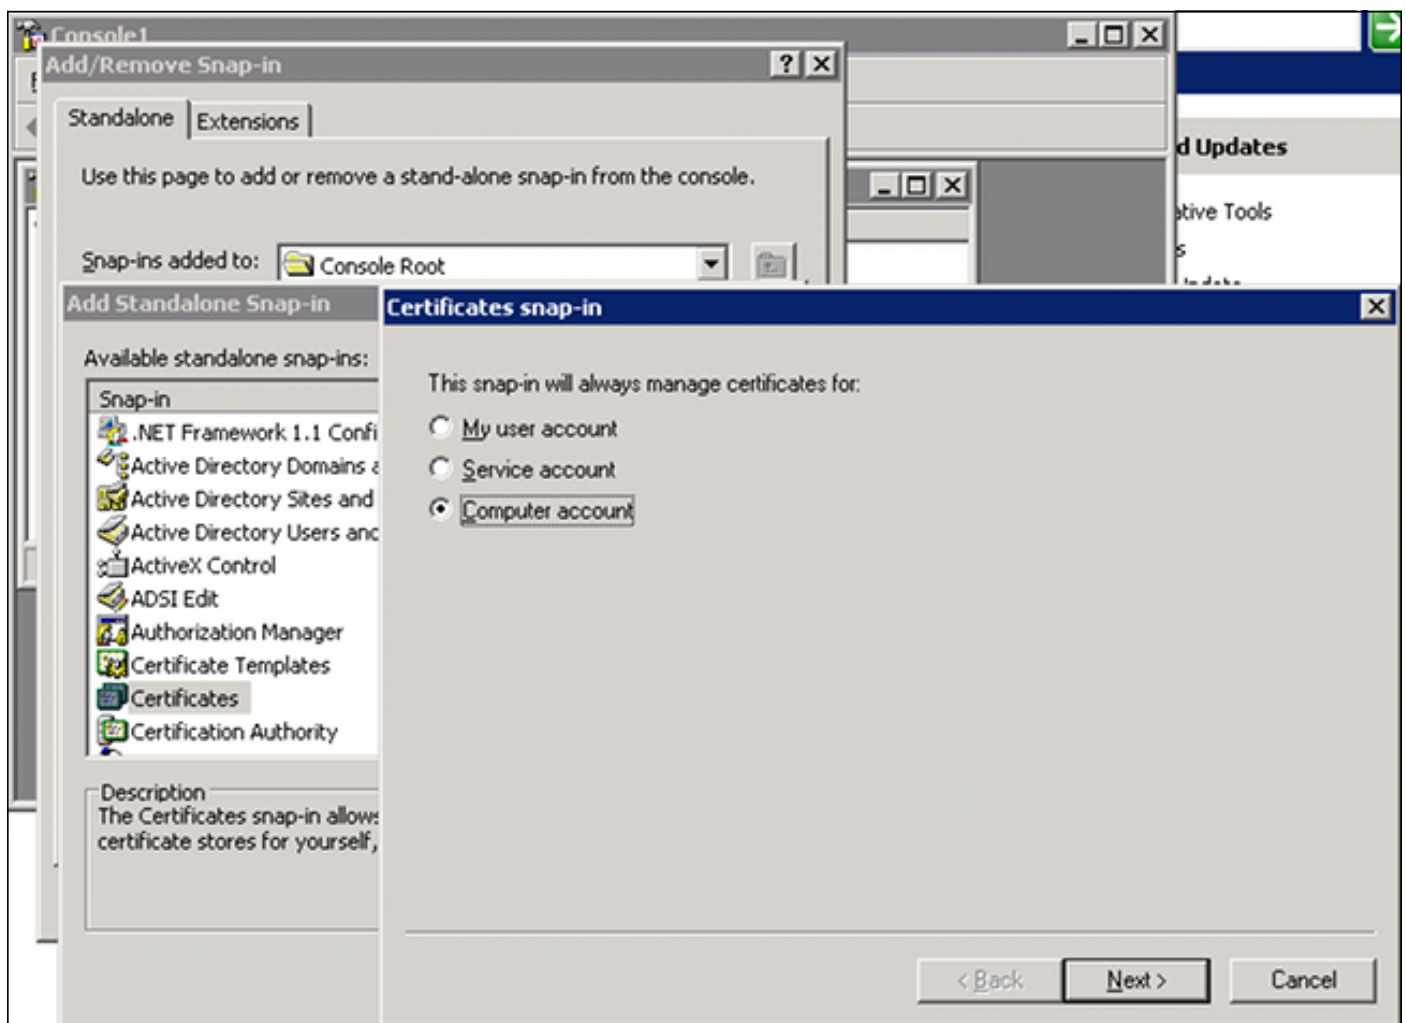 Console1
Add/Remove Snap-in
Standalone
Extensions
Use this page to add or remove a stand-alone snap-in from the console.
Snap-ins added to:
Console Root
d Updates
ative Tools
s
Add Standalone Snap-in
Available standalone snap-ins:
Snap-in
.NET Framework 1.1 Confi
Active Directory Domains a
Active Directory Sites and
Active Directory Users and
ActiveX Control
ADSI Edit
Authorization Manager
Certificate Templates
Certificates
Certification Authority
Description
The Certificates snap-in allows
certificate stores for yourself,
Certificates snap-in
This snap-in will always manage certificates for:
My user account
Service account
Computer account
< Back
Next >
Cancel